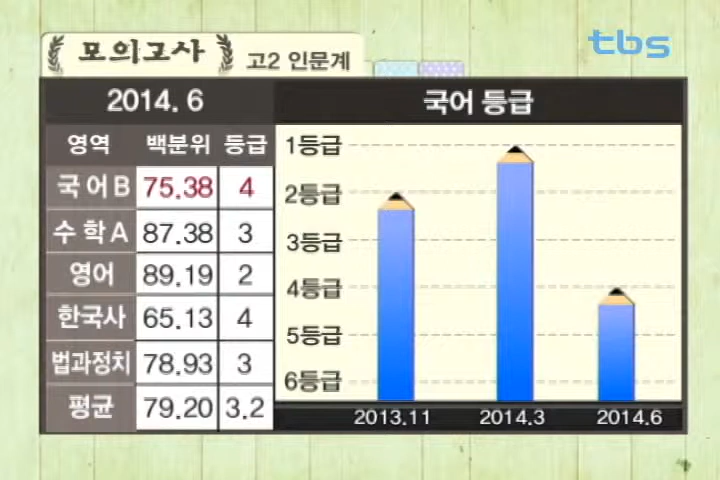 tbs
모의고사 고2 인문계
2014. 6
영역 백분위 등급
국어B 75.38 4
수학A 87.38 3
영어 89.19 2
한국사 65.13 4
법과정치 78.93 3
평균 79.20 3.2
국어 등급
1등급
2등급
3등급
4등급
5등급
6등급
2013.11 2014.3 2014.6